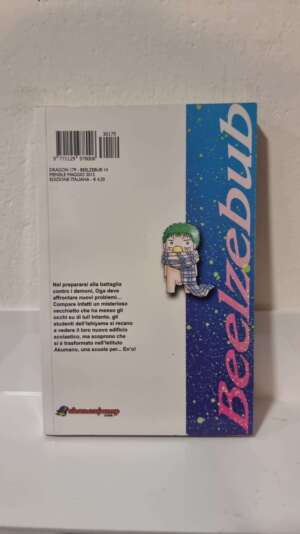 30179
DRAGON 179 - BEELZEBUB 14
MENSILE MAGGIO 2013
EDIZIONE ITALIANA - € 4,20
Beelzebub
Nel prepararsi alla battaglia
contro i demoni, Oga deve
affrontare nuovi problemi...
Compare infatti un misterioso
vecchietto che ha messo gli
occhi su di lui! Intanto, gli
studenti dell'Ishiyama si recano
a vedere il loro nuovo edificio
scolastico, ma scoprono che
si è trasformato nell'Istituto
Akumano, una scuola per... Eh?!